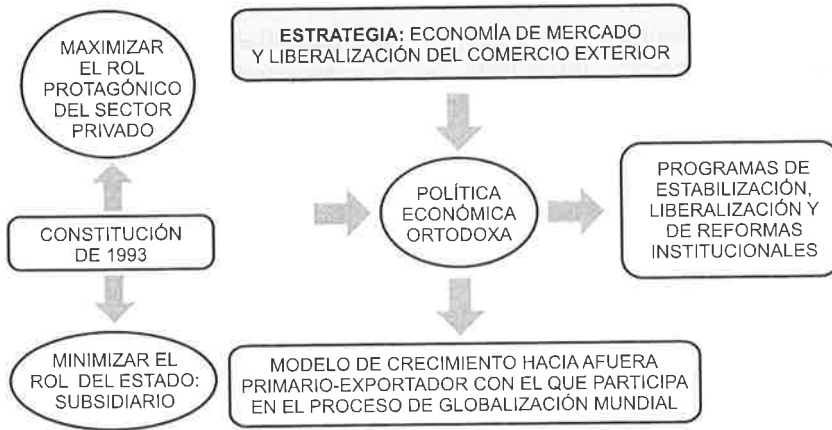 MAXIMIZAR
EL ROL
PROTAGÓNICO
DEL SECTOR
PRIVADO
ESTRATEGIA: ECONOMÍA DE MERCADO
Y LIBERALIZACIÓN DEL COMERCIO EXTERIOR
CONSTITUCIÓN
DE 1993
POLÍTICA
ECONÓMICA
ORTODOXA
PROGRAMAS DE
ESTABILIZACIÓN,
LIBERALIZACIÓN Y
DE REFORMAS
INSTITUCIONALES
MINIMIZAR EL
ROL DEL ESTADO:
SUBSIDIARIO
MODELO DE CRECIMIENTO HACIA AFUERA
PRIMARIO-EXPORTADOR CON EL QUE PARTICIPA
EN EL PROCESO DE GLOBALIZACIÓN MUNDIAL